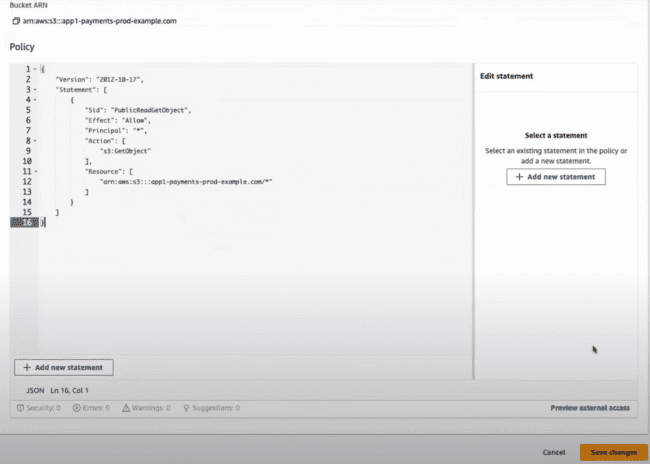 Bucket ARN
arn:aws:s3:::app1-payments-prod-example.com
Policy
1 {
2 "Version": "2012-10-17",
3 "Statement": [
4 {
5 "Sid": "PublicReadGetObject",
6 "Effect": "Allow",
7 "Principal": "*",
8 "Action": [
9 "s3:GetObject"
10 ],
11 "Resource": [
12 "arn:aws:s3:::app1-payments-prod-example.com/*"
13 ]
14 }
15 ]
16 }
Edit statement
Select a statement
Select an existing statement in the policy or
add a new statement.
+ Add new statement
+ Add new statement
JSON Ln 16, Col 1
Security: 0 Errors: 0 Warnings: 0 Suggestions: 0 Preview external access
Cancel Save changes